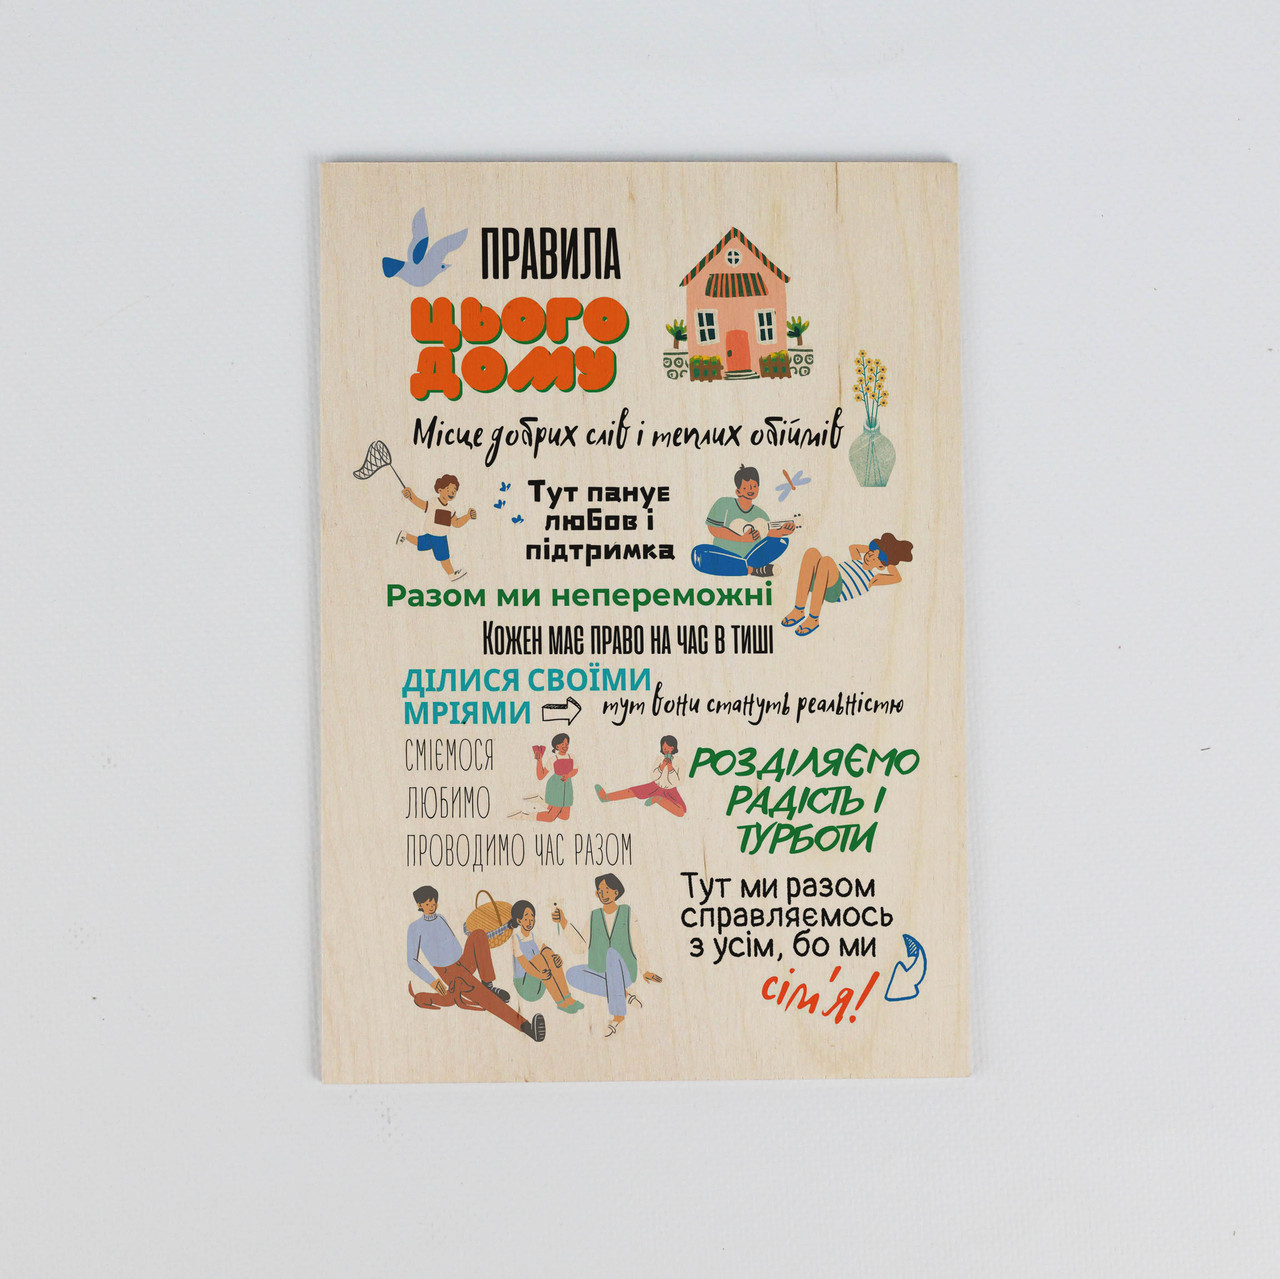 ПРАВИЛА
ЦЬОГО
ДОМУ
Місце добрих слів і теплих обіймів
Тут панує
любов і
підтримка
Разом ми непереможні
КОЖЕН МАЄ ПРАВО НА ЧАС В ТИШІ
ДІЛИСЯ СВОЇМИ
МРІЯМИ
тут вони стануть реальністю
СМІЄМОСЯ
ЛЮБИМО
ПРОВОДИМО ЧАС РАЗОМ
РОЗДІЛЯЄМО
РАДІСТЬ І
ТУРБОТИ
Тут ми разом
справляємось
з усім, бо ми
сім'я!